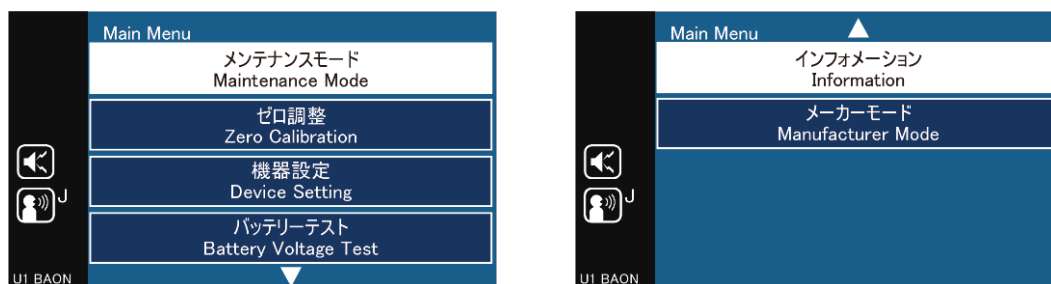 Main Menu
メンテナンスモード
Maintenance Mode
ゼロ調整
Zero Calibration
機器設定
Device Setting
バッテリーテスト
Battery Voltage Test
J
U1 BAON
Main Menu
インフォメーション
Information
メーカーモード
Manufacturer Mode
J
U1 BAON